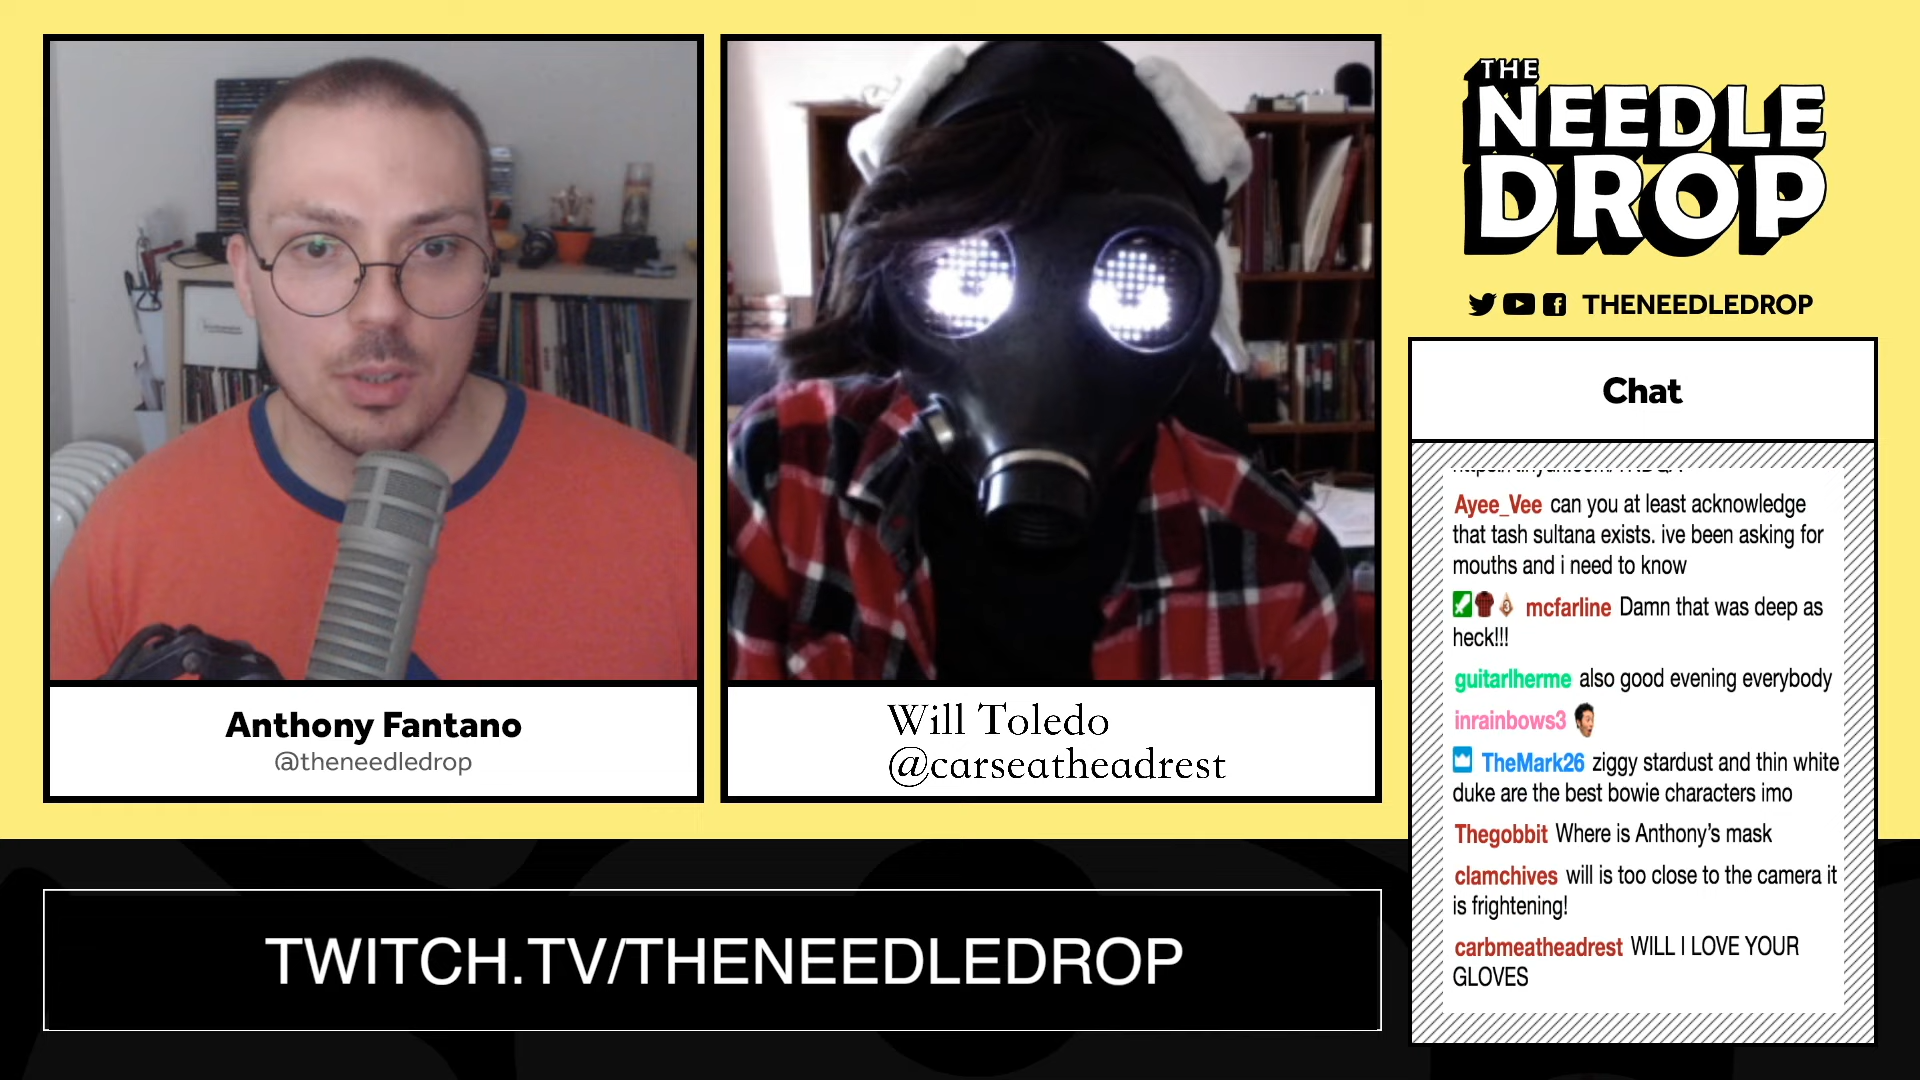 THE
NEEDLE
DROP
THENEEDLEDROP
Chat
Ayee_Vee can you at least acknowledge
that tash sultana exists. ive been asking for
mouths and i need to know
mcfarline Damn that was deep as
heck!!!
guitarlherme also good evening everybody
inrainbows3
TheMark26 ziggy stardust and thin white
duke are the best bowie characters imo
Thegobbit Where is Anthony's mask
clamchives will is too close to the camera it
is frightening!
carbmeatheadrest WILL I LOVE YOUR
GLOVES
Anthony Fantano
@theneedledrop
Will Toledo
@carseatheadrest
TWITCH.TV/THENEEDLEDROP